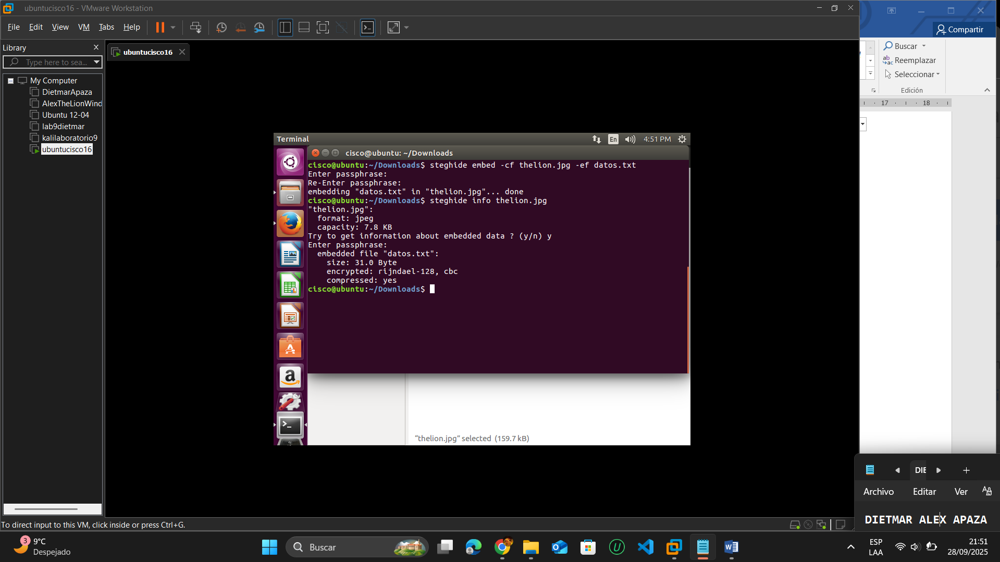 ubuntucisco16 - VMware Workstation
File Edit View VM Tabs Help
Library
Type here to sea...
My Computer
DietmarApaza
AlexTheLionWind
Ubuntu 12-04
lab9dietmar
kalilaboratorio9
ubuntucisco16
ubuntucisco16
Terminal
En
4:51 PM
cisco@ubuntu: ~/Downloads
cisco@ubuntu:~/Downloads$ steghide embed -cf thelion.jpg -ef datos.txt
Enter passphrase:
Re-Enter passphrase:
embedding "datos.txt" in "thelion.jpg"... done
cisco@ubuntu:~/Downloads$ steghide info thelion.jpg
"thelion.jpg":
format: jpeg
capacity: 7.8 KB
Try to get information about embedded data ? (y/n) y
Enter passphrase:
embedded file "datos.txt":
size: 31.0 Byte
encrypted: rijndael-128, cbc
compressed: yes
cisco@ubuntu:~/Downloads$
“thelion.jpg” selected (159.7 kB)
To direct input to this VM, click inside or press Ctrl+G.
Compartir
Buscar
Reemplazar
Seleccionar
Edición
17 18
DIE
Archivo Editar Ver
DIETMAR ALEX APAZA
3
9°C
Despejado
Buscar
ESP
LAA
21:51
28/09/2025